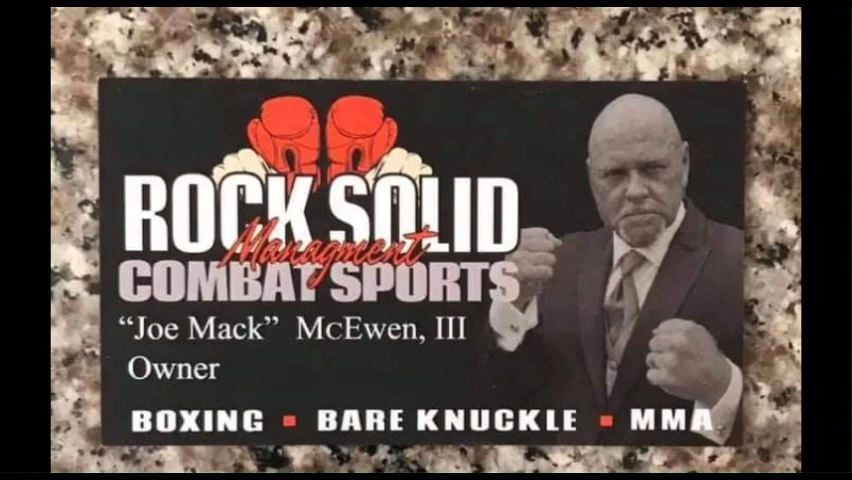 ROCK SOLID
Managment
COMBAT SPORTS
“Joe Mack” McEwen, III
Owner
BOXING ▪ BARE KNUCKLE ▪ MMA